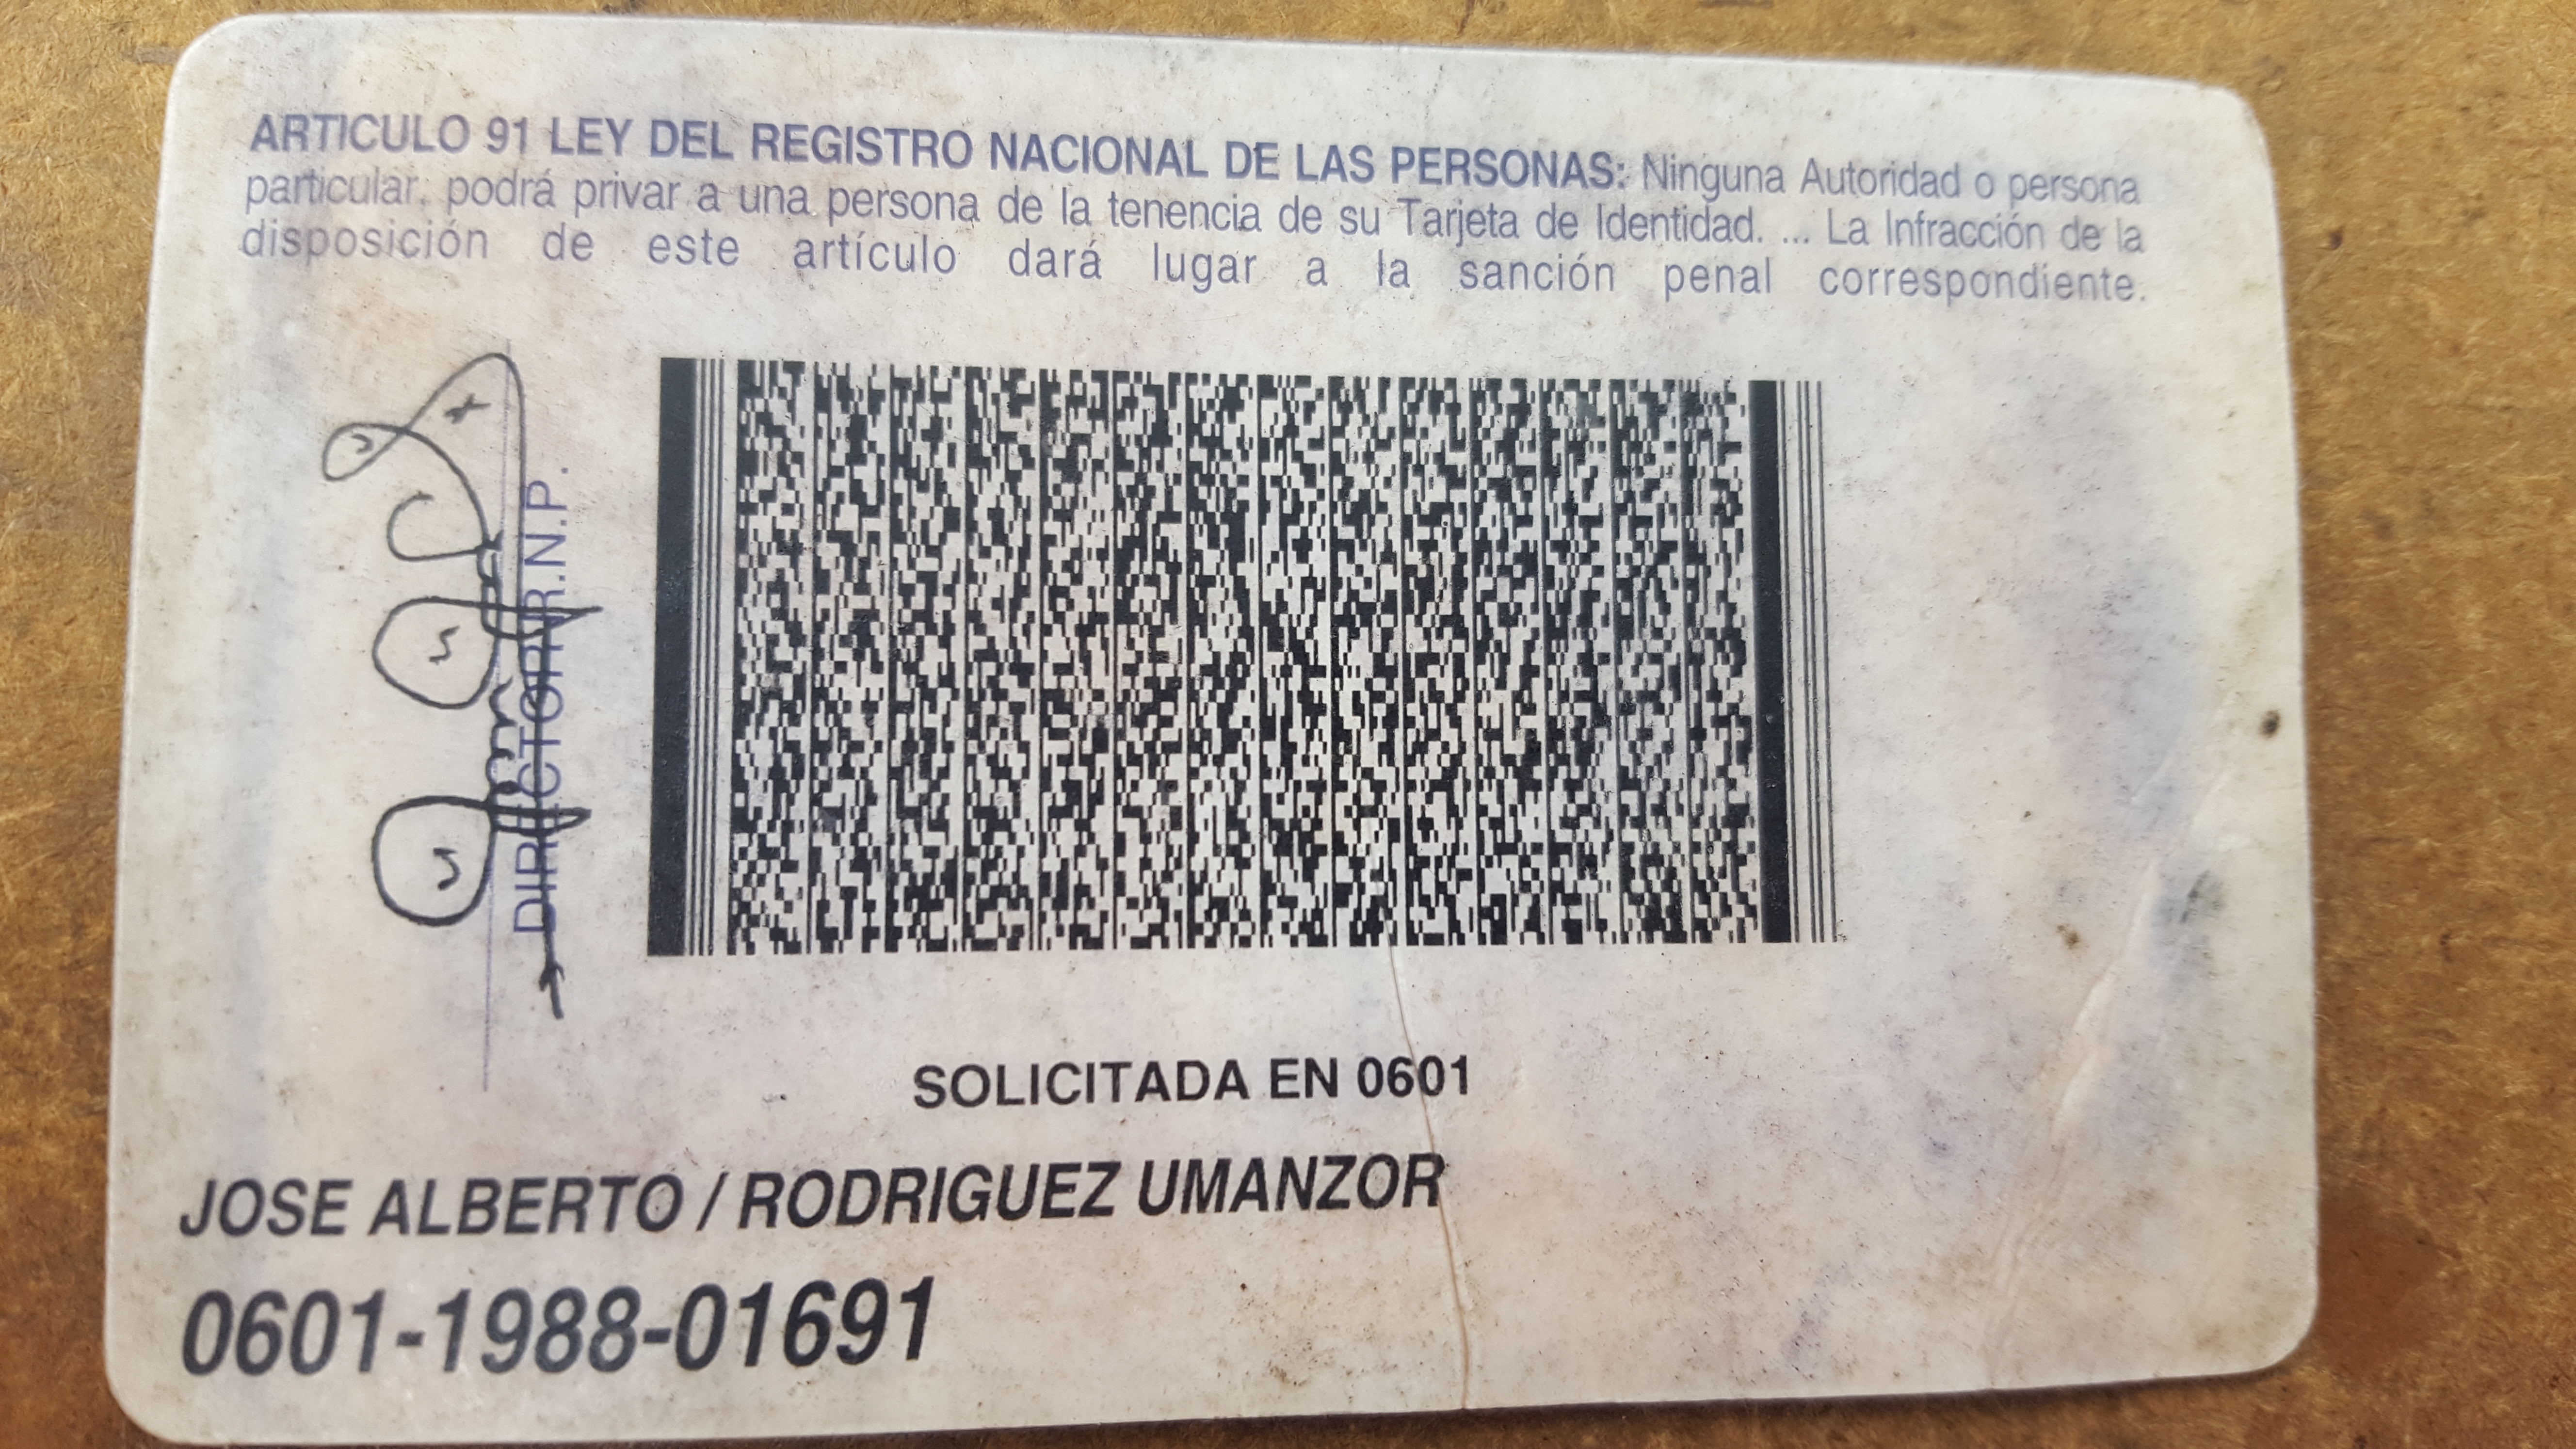 ARTICULO 91 LEY DEL REGISTRO NACIONAL DE LAS PERSONAS: Ninguna Autoridad o persona
particular, podrá privar a una persona de la tenencia de su Tarjeta de Identidad. ... La Infracción de la
disposición de este artículo dará lugar a la sanción penal correspondiente.
DIRECTOR R.N.P.
SOLICITADA EN 0601
JOSE ALBERTO / RODRIGUEZ UMANZOR
0601-1988-01691